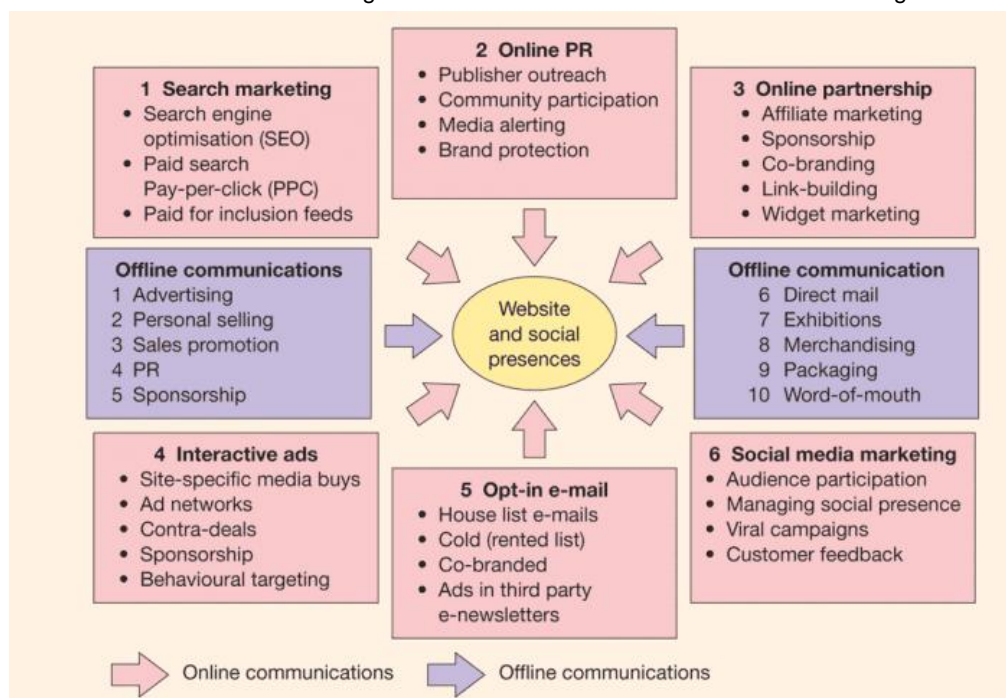 2 Online PR
• Publisher outreach
• Community participation
• Media alerting
• Brand protection
1 Search marketing
• Search engine
optimisation (SEO)
• Paid search
Pay-per-click (PPC)
• Paid for inclusion feeds
3 Online partnership
• Affiliate marketing
• Sponsorship
• Co-branding
• Link-building
• Widget marketing
Offline communications
1 Advertising
2 Personal selling
3 Sales promotion
4 PR
5 Sponsorship
Website
and social
presences
Offline communication
6 Direct mail
7 Exhibitions
8 Merchandising
9 Packaging
10 Word-of-mouth
4 Interactive ads
• Site-specific media buys
• Ad networks
• Contra-deals
• Sponsorship
• Behavioural targeting
5 Opt-in e-mail
• House list e-mails
• Cold (rented list)
• Co-branded
• Ads in third party
e-newsletters
6 Social media marketing
• Audience participation
• Managing social presence
• Viral campaigns
• Customer feedback
Online communications
Offline communications